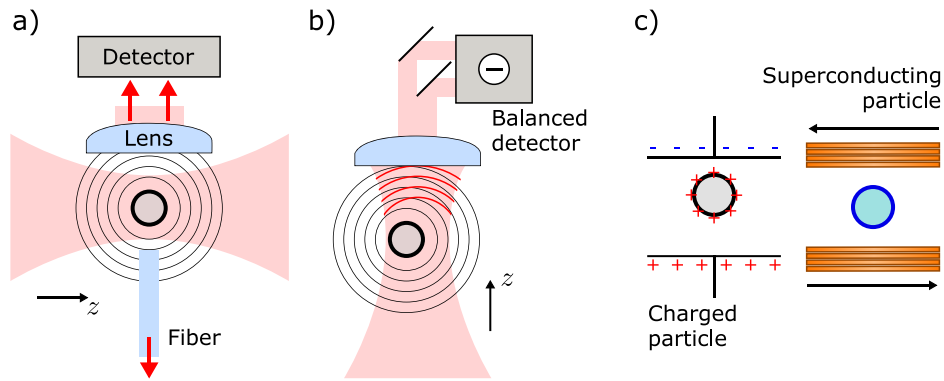 a)
Detector
Lens
z
Fiber
b)
Balanced
detector
z
c)
Superconducting
particle
- - - - - -
+ + + + + + + +
+ + + + + +
Charged
particle